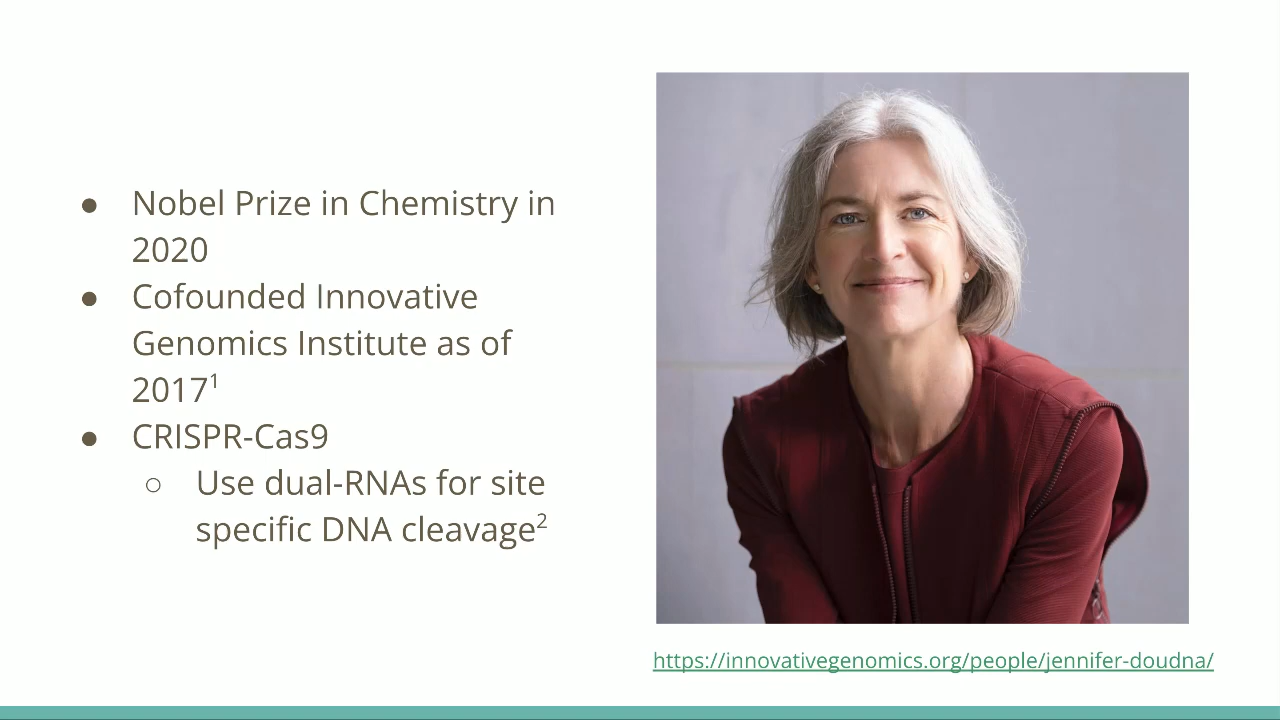 ● Nobel Prize in Chemistry in
2020
● Cofounded Innovative
Genomics Institute as of
2017¹
● CRISPR-Cas9
○ Use dual-RNAs for site
specific DNA cleavage²
https://innovativegenomics.org/people/jennifer-doudna/